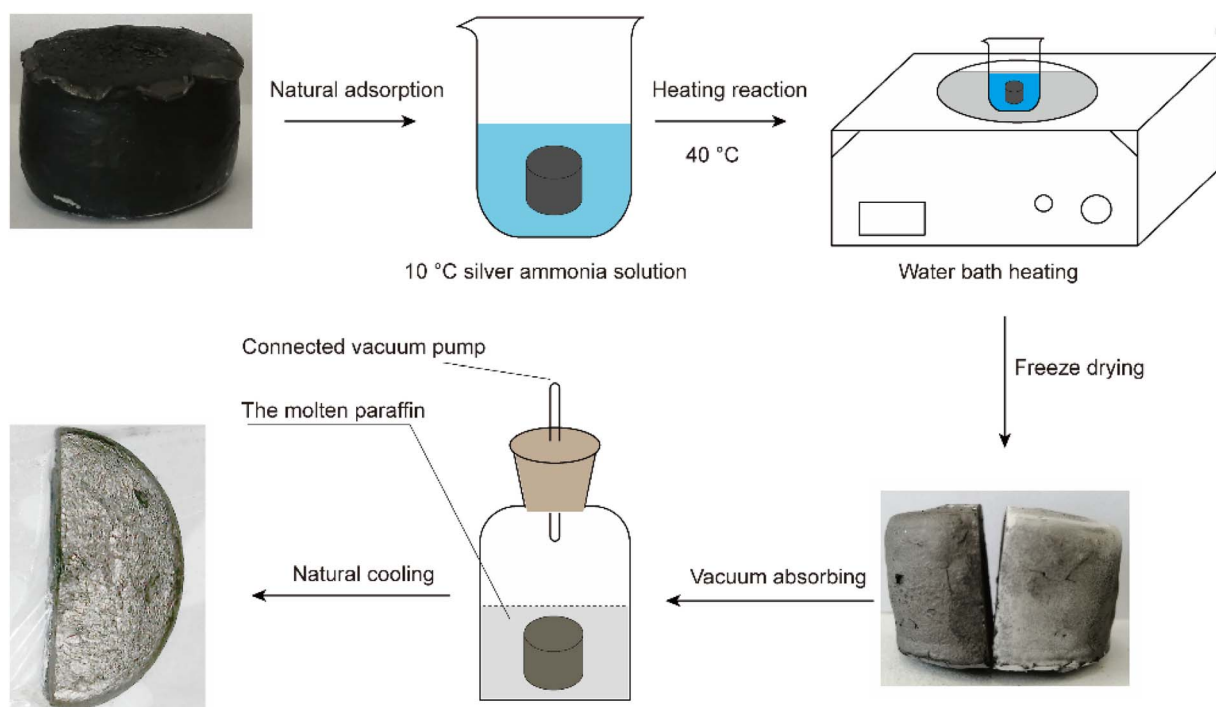 Natural adsorption
Heating reaction
40 °C
10 °C silver ammonia solution
Water bath heating
Freeze drying
Connected vacuum pump
The molten paraffin
Vacuum absorbing
Natural cooling